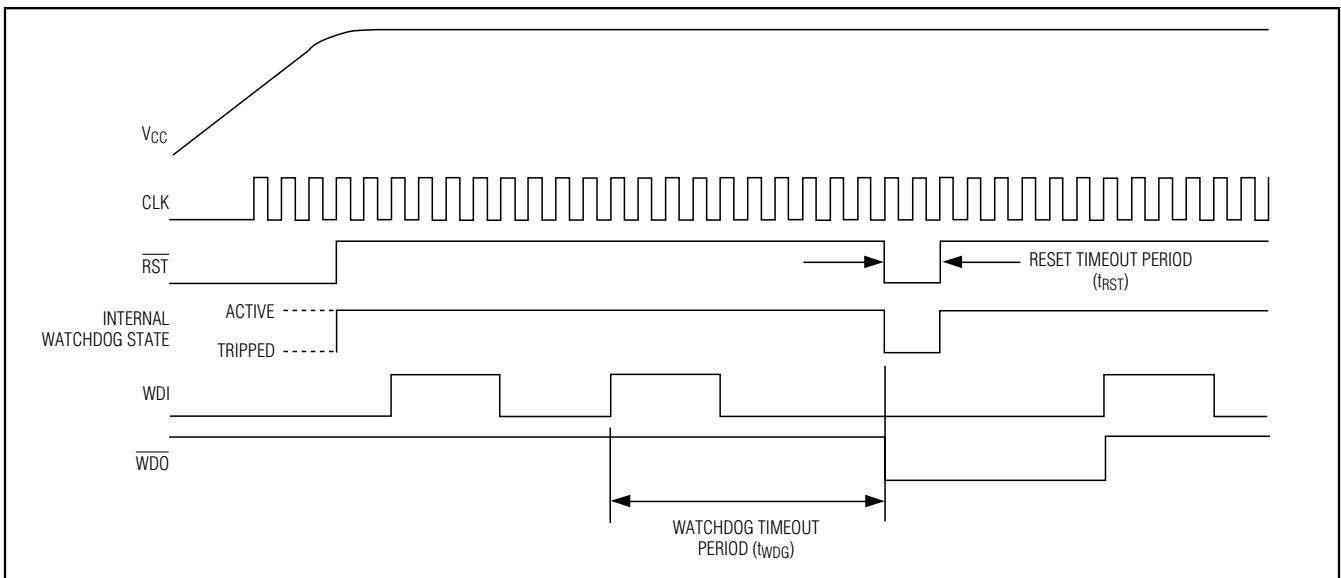 VCC
CLK
RST
RESET TIMEOUT PERIOD
(tRST)
INTERNAL
WATCHDOG STATE
ACTIVE
TRIPPED
WDI
WDO
WATCHDOG TIMEOUT
PERIOD (tWDG)